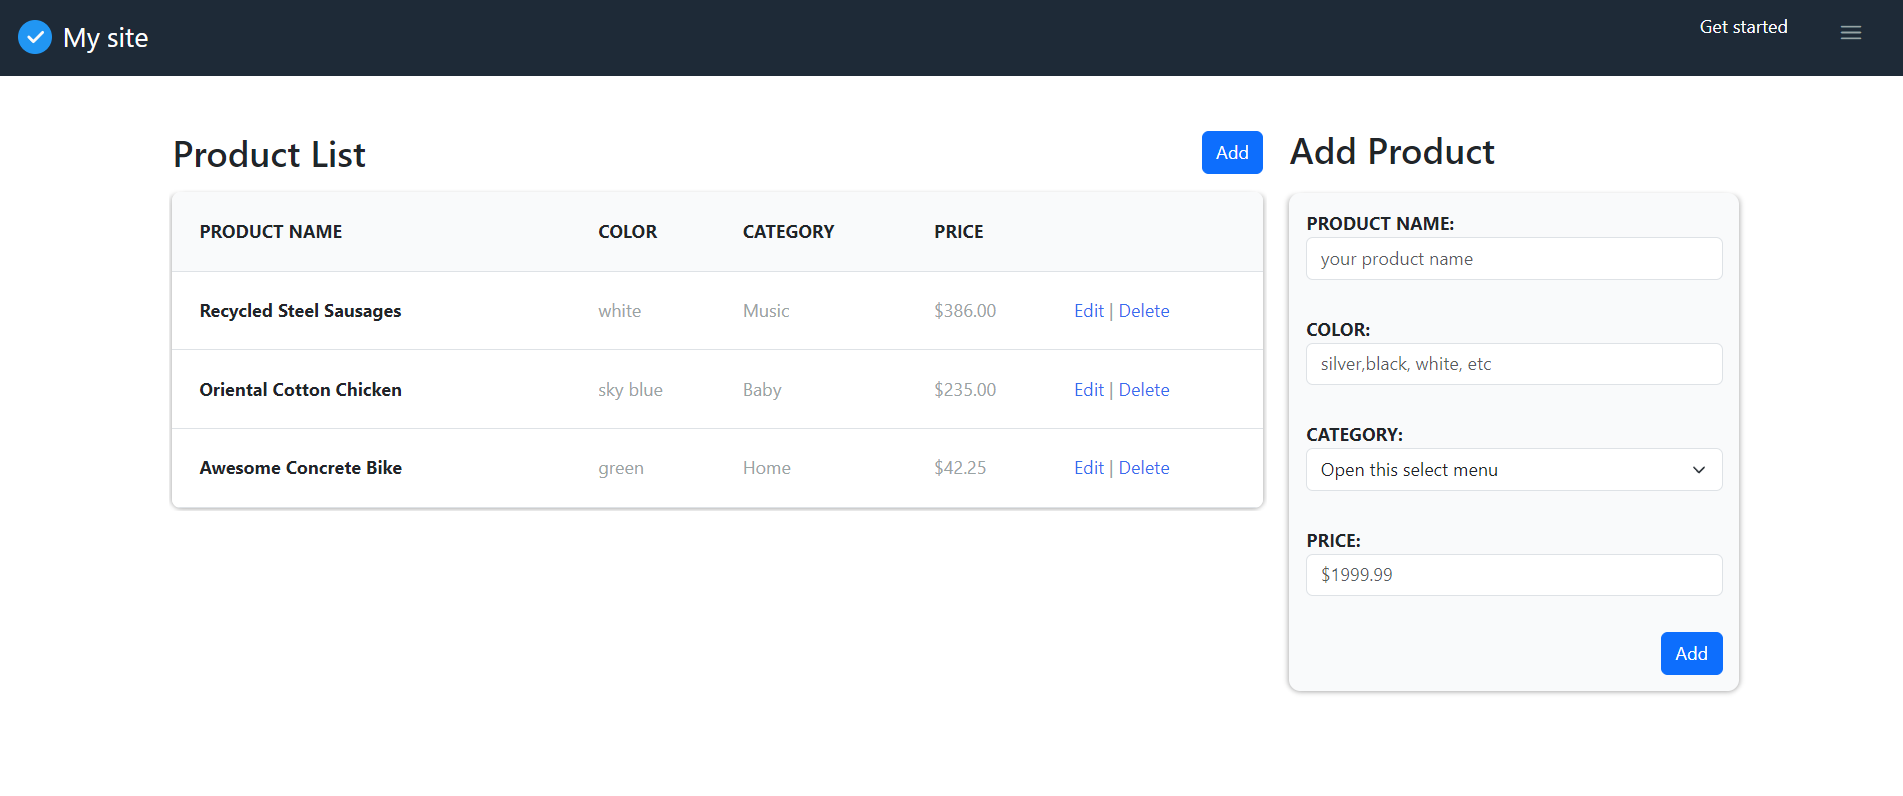 My site
Get started
Product List
Add
PRODUCT NAME COLOR CATEGORY PRICE
Recycled Steel Sausages white Music $386.00 Edit | Delete
Oriental Cotton Chicken sky blue Baby $235.00 Edit | Delete
Awesome Concrete Bike green Home $42.25 Edit | Delete
Add Product
PRODUCT NAME:
your product name
COLOR:
silver,black, white, etc
CATEGORY:
Open this select menu
PRICE:
$1999.99
Add